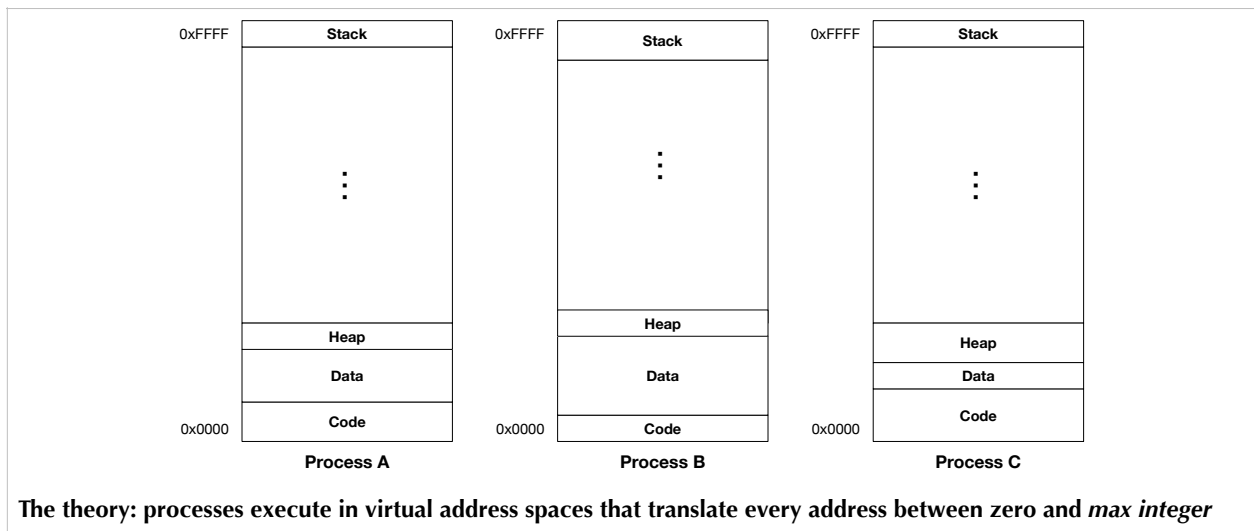 0xFFFF
Stack
Heap
Data
Code
0x0000
Process A
0xFFFF
Stack
Heap
Data
Code
0x0000
Process B
0xFFFF
Stack
Heap
Data
Code
0x0000
Process C
The theory: processes execute in virtual address spaces that translate every address between zero and max integer